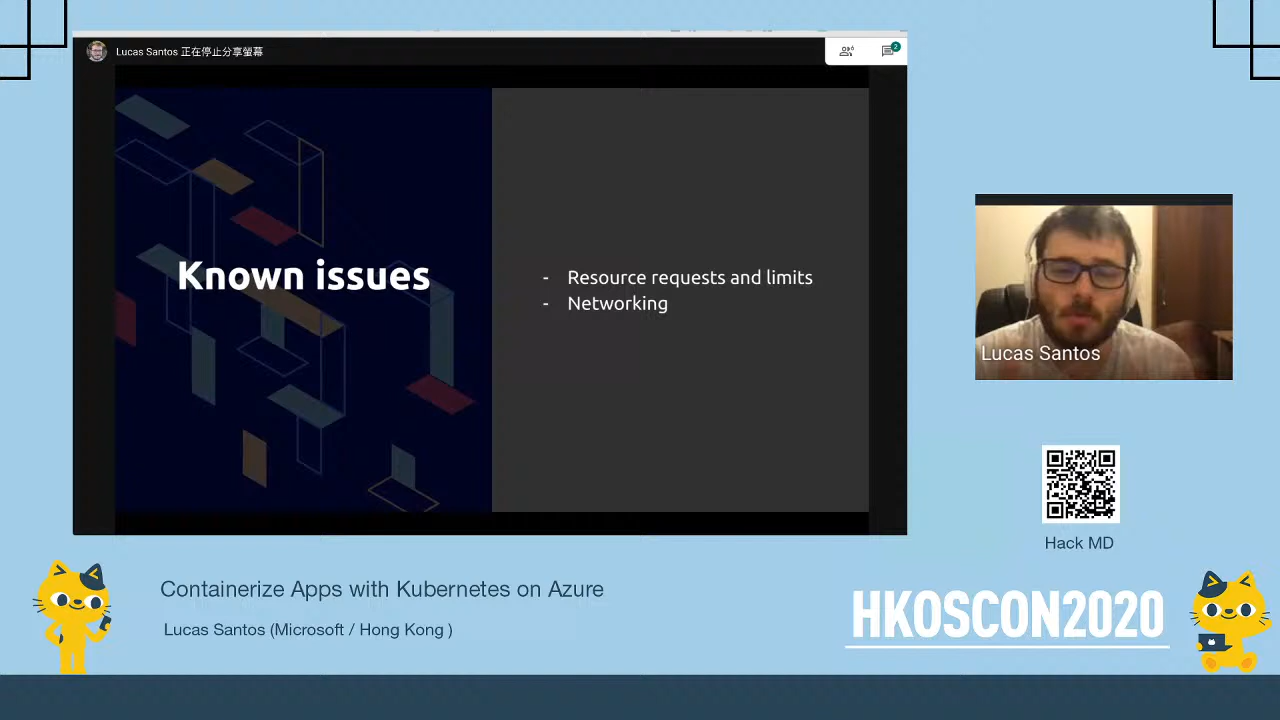 Lucas Santos 正在停止分享螢幕
2
Known issues
- Resource requests and limits
- Networking
Lucas Santos
Hack MD
Containerize Apps with Kubernetes on Azure
Lucas Santos (Microsoft / Hong Kong )
HKOSCON2020